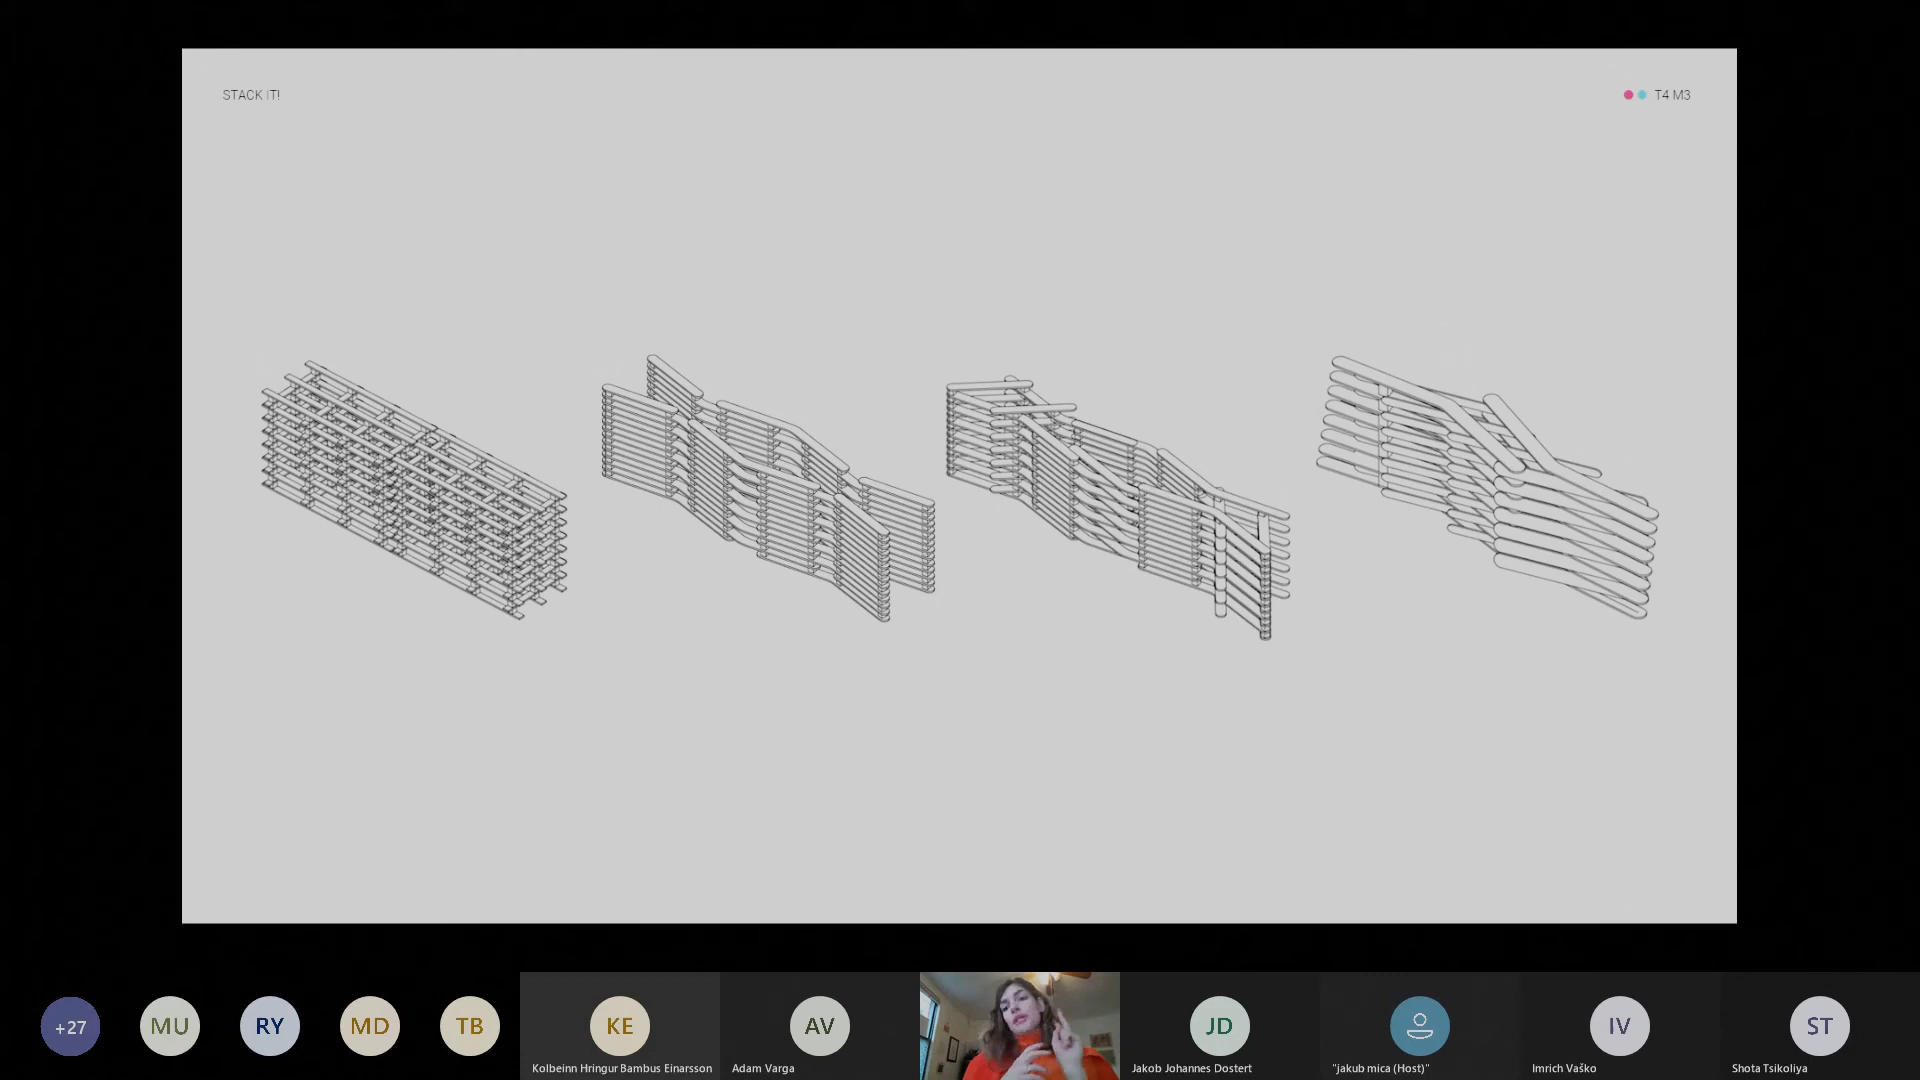 STACK IT!
T4 M3
+27
MU
RY
MD
TB
KE
AV
JD
IV
ST
Kolbeinn Hringur Bambus Einarsson
Adam Varga
Jakob Johannes Dostert
"jakub mica (Host)"
Imrich Vaško
Shota Tsikoliya